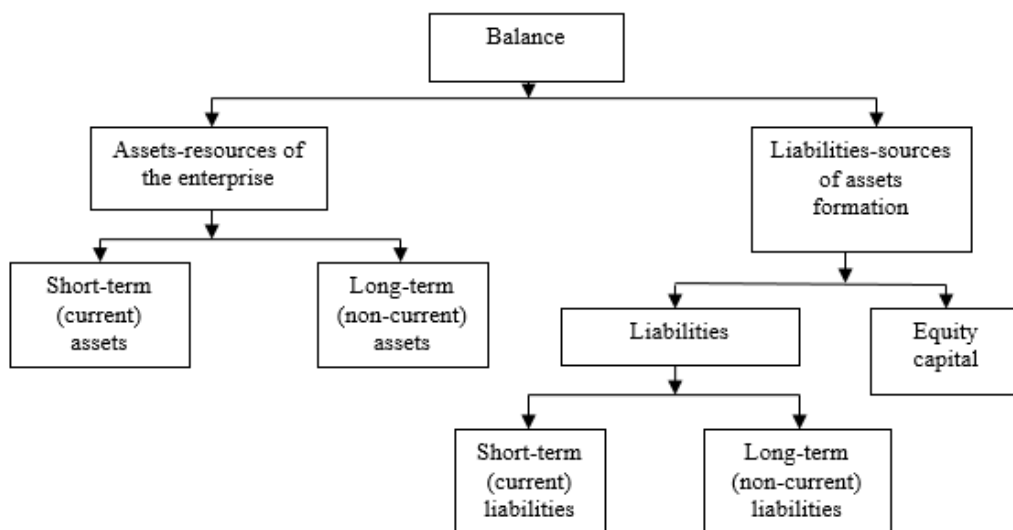 Balance
Assets-resources of
the enterprise
Liabilities-sources
of assets
formation
Short-term
(current)
assets
Long-term
(non-current)
assets
Liabilities
Equity
capital
Short-term
(current)
liabilities
Long-term
(non-current)
liabilities